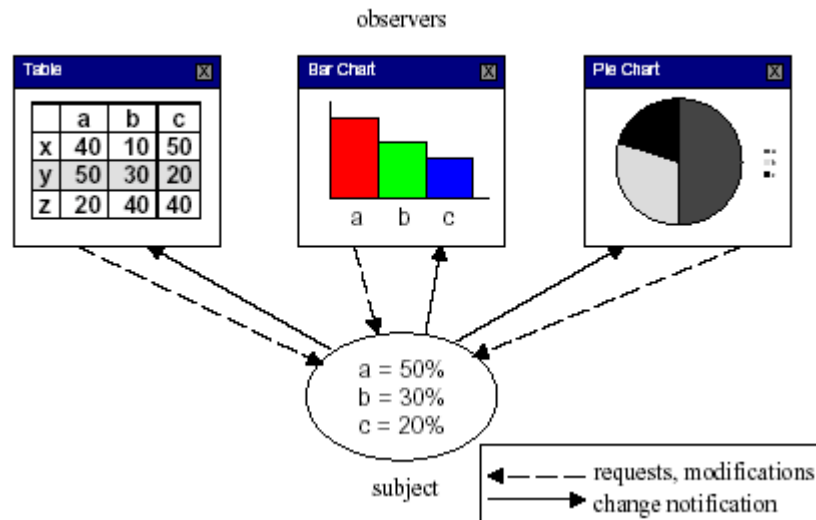 observers
Table X
Bar Chart X
Pie Chart X
a b c
x 40 10 50
y 50 30 20
z 20 40 40
a b c
a = 50%
b = 30%
c = 20%
subject
requests, modifications
change notification